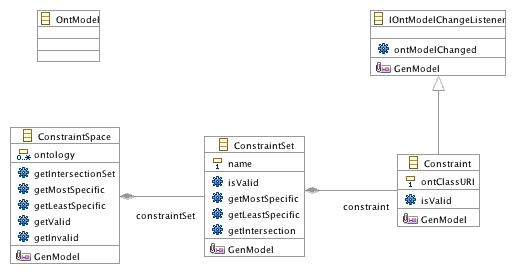 OntModel
IOntModelChangeListener
ontModelChanged
GenModel
ConstraintSpace
0..*
ontology
getIntersectionSet
getMostSpecific
getLeastSpecific
getValid
getInvalid
GenModel
constraintSet
ConstraintSet
1
name
isValid
getMostSpecific
getLeastSpecific
getIntersection
GenModel
constraint
Constraint
1
ontClassURI
isValid
GenModel